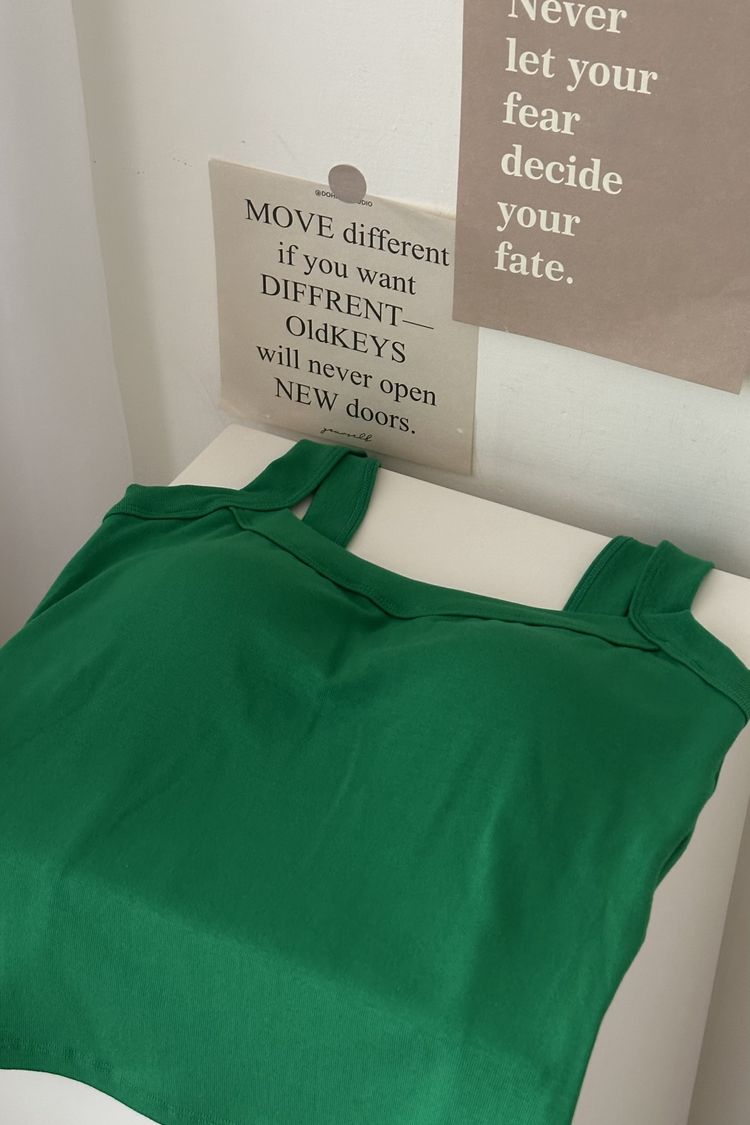 MOVE different
if you want
DIFFRENT—
OldKEYS
will never open
NEW doors.
yourself
Never
let your
fear
decide
your
fate.